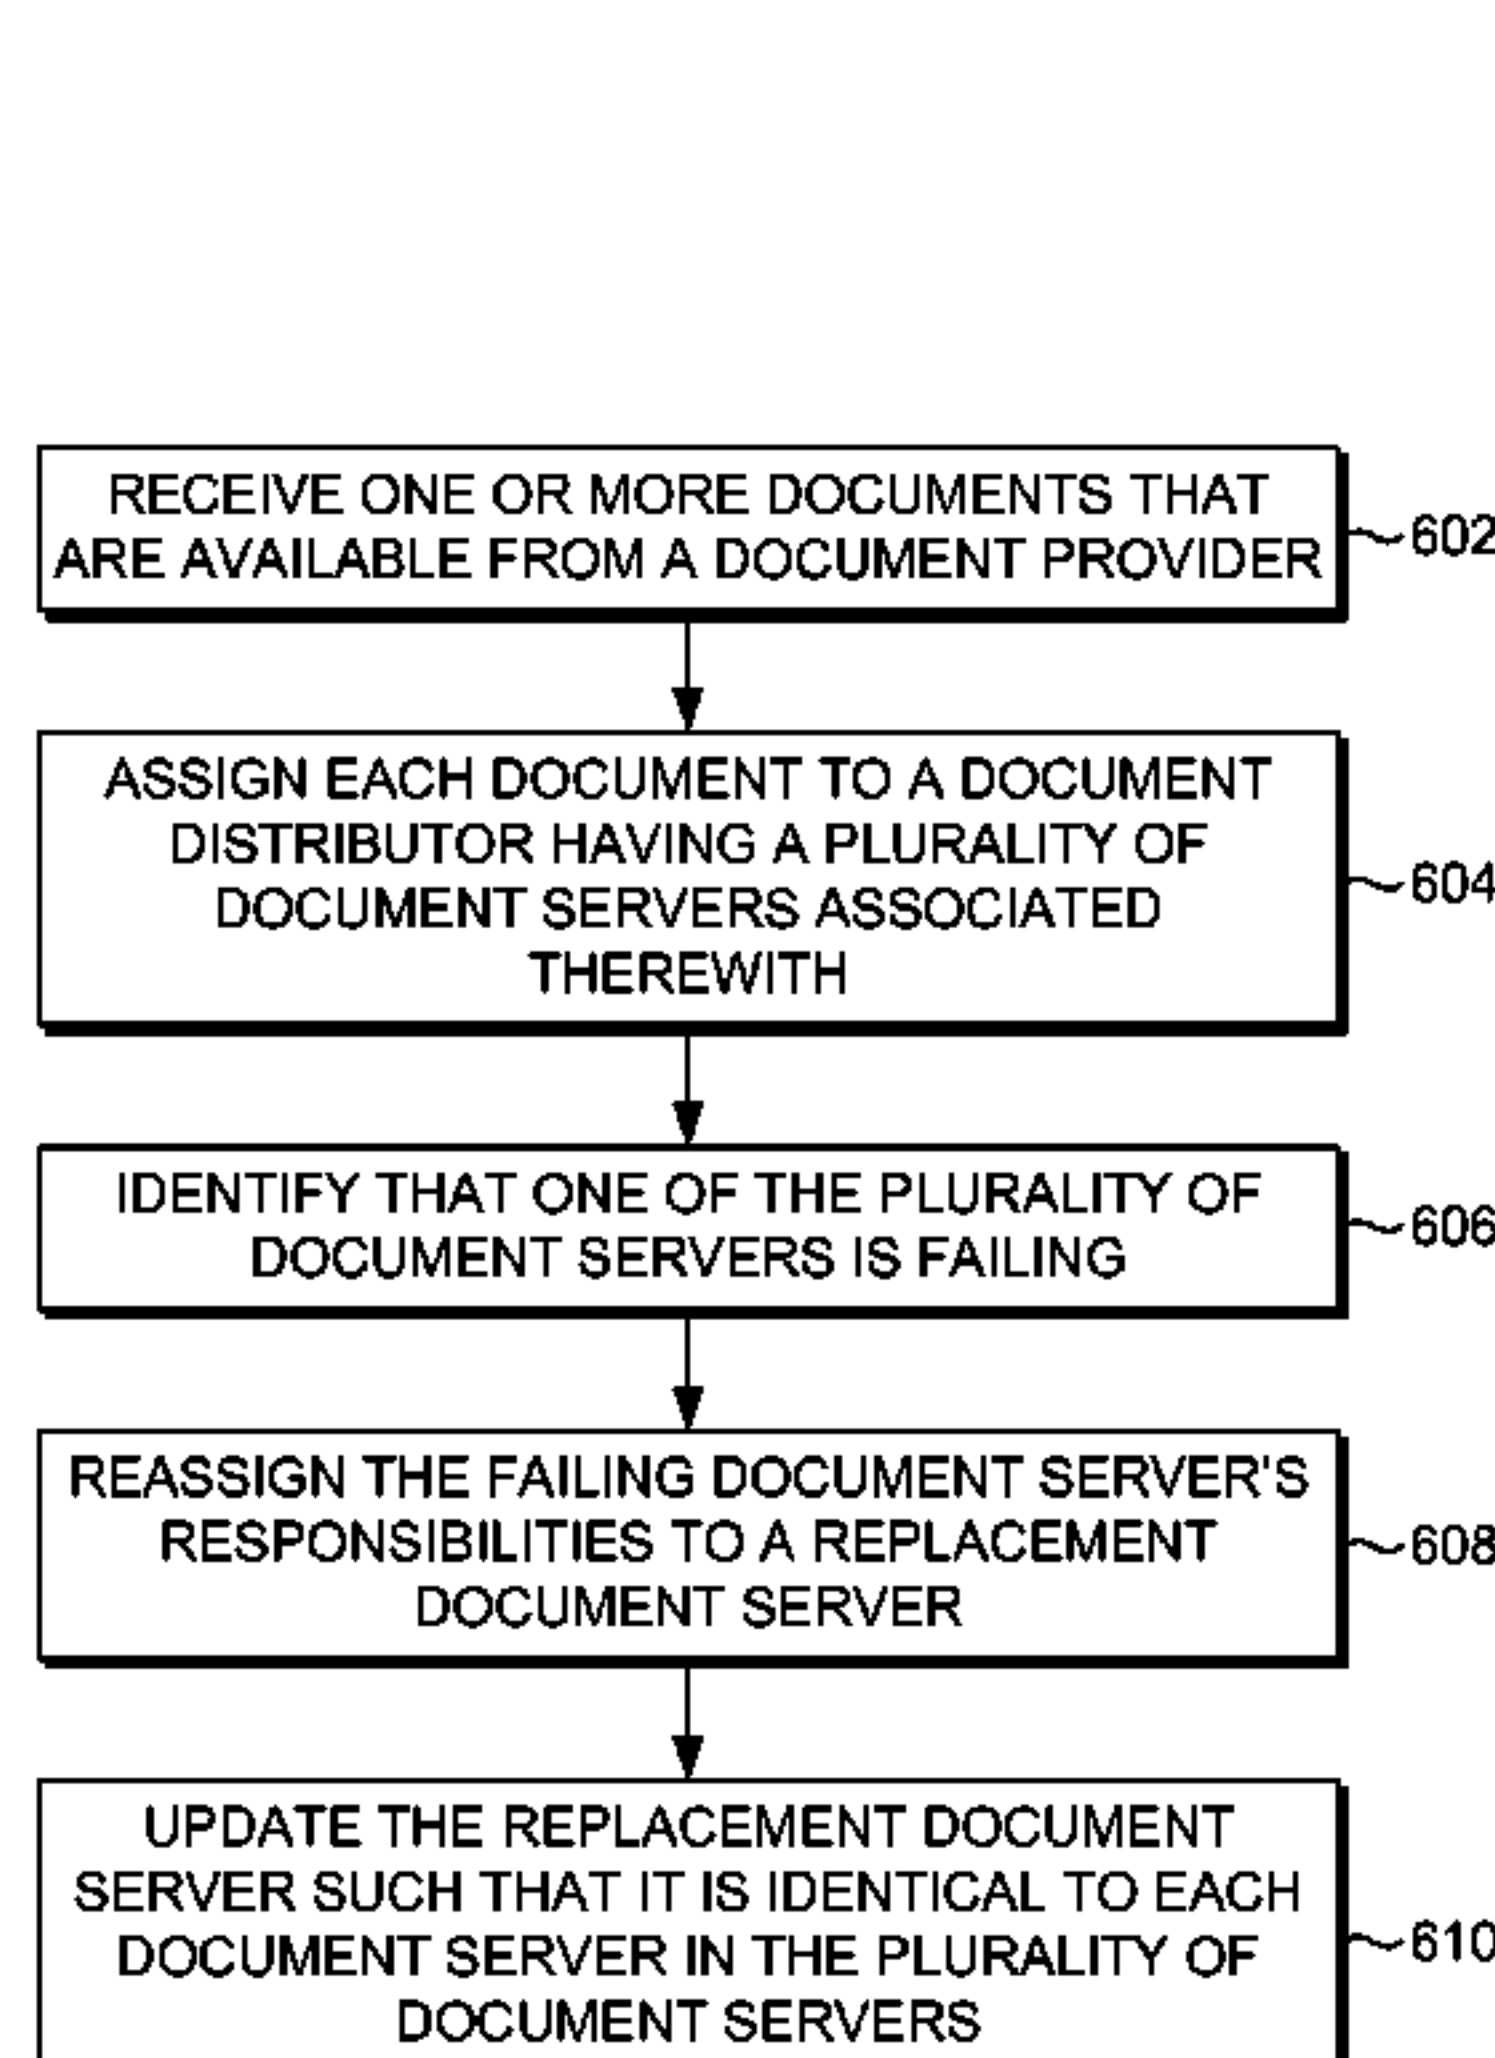 RECEIVE ONE OR MORE DOCUMENTS THAT
ARE AVAILABLE FROM A DOCUMENT PROVIDER
602
ASSIGN EACH DOCUMENT TO A DOCUMENT
DISTRIBUTOR HAVING A PLURALITY OF
DOCUMENT SERVERS ASSOCIATED
THEREWITH
604
IDENTIFY THAT ONE OF THE PLURALITY OF
DOCUMENT SERVERS IS FAILING
606
REASSIGN THE FAILING DOCUMENT SERVER'S
RESPONSIBILITIES TO A REPLACEMENT
DOCUMENT SERVER
608
UPDATE THE REPLACEMENT DOCUMENT
SERVER SUCH THAT IT IS IDENTICAL TO EACH
DOCUMENT SERVER IN THE PLURALITY OF
DOCUMENT SERVERS
610